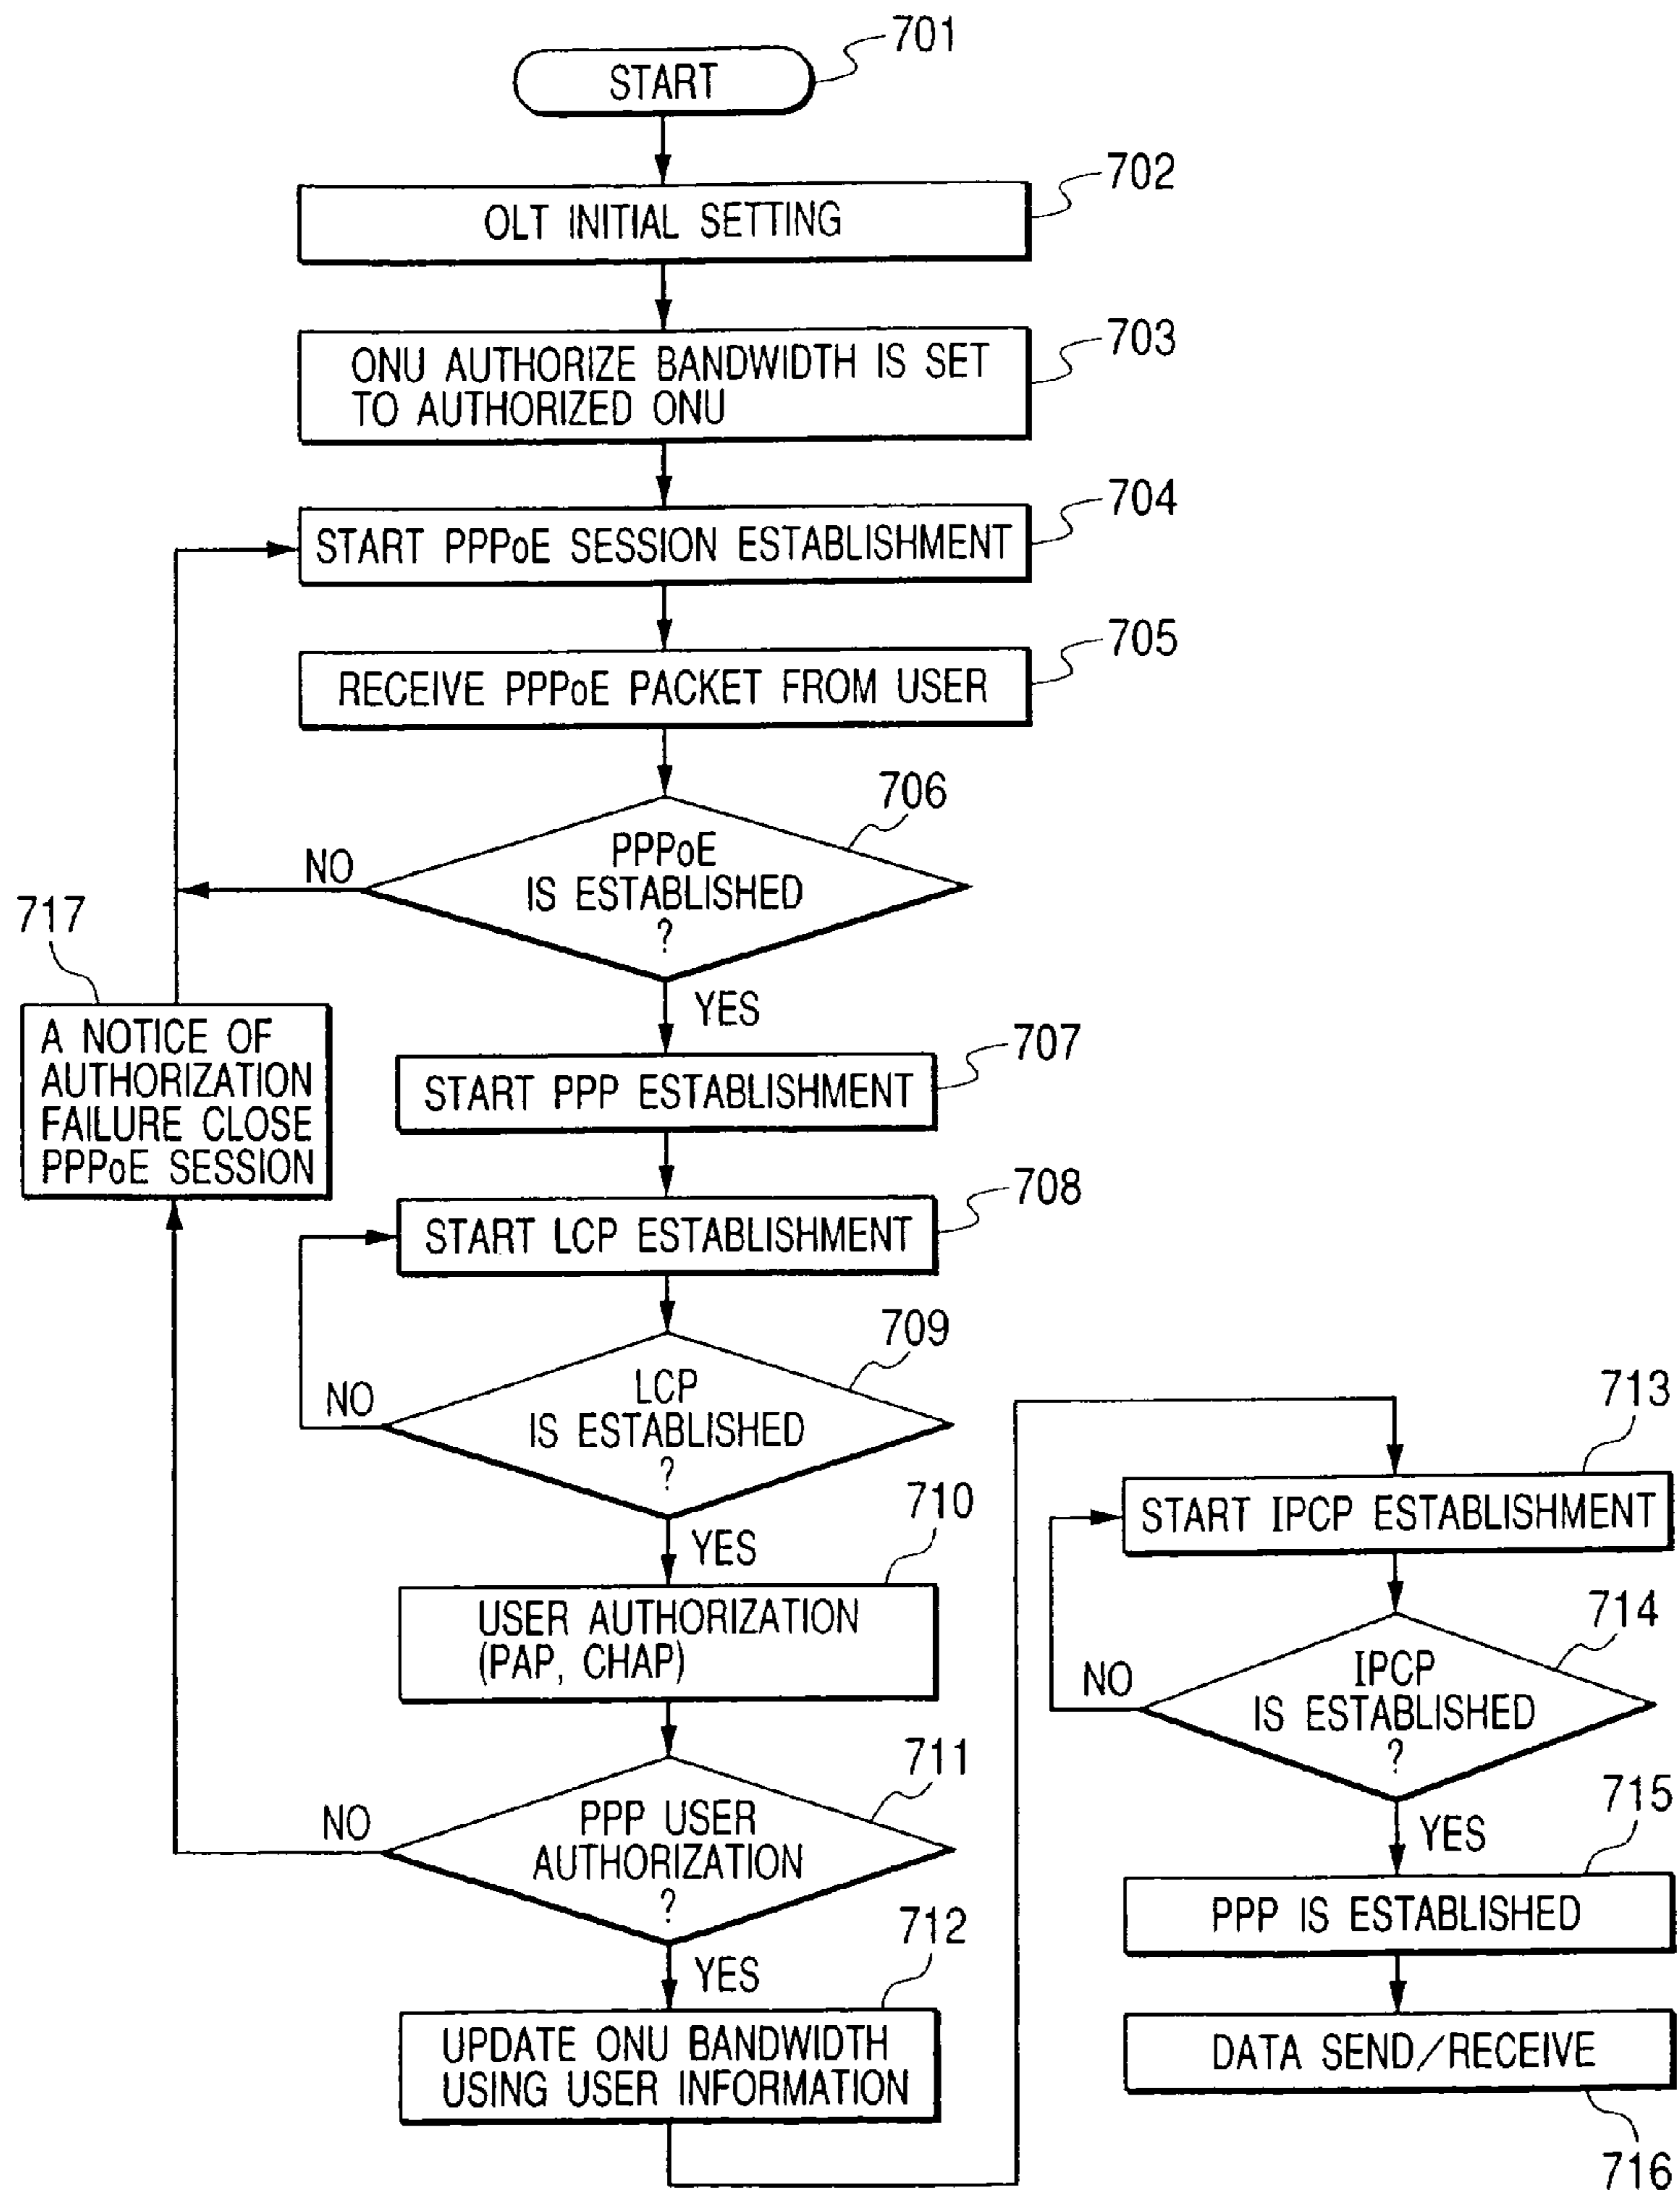 701
START
702
OLT INITIAL SETTING
703
ONU AUTHORIZE BANDWIDTH IS SET
TO AUTHORIZED ONU
704
START PPPoE SESSION ESTABLISHMENT
705
RECEIVE PPPoE PACKET FROM USER
706
PPPoE
IS ESTABLISHED
?
NO
YES
717
A NOTICE OF
AUTHORIZATION
FAILURE CLOSE
PPPoE SESSION
707
START PPP ESTABLISHMENT
708
START LCP ESTABLISHMENT
709
LCP
IS ESTABLISHED
?
NO
YES
710
USER AUTHORIZATION
(PAP, CHAP)
711
PPP USER
AUTHORIZATION
?
NO
YES
712
UPDATE ONU BANDWIDTH
USING USER INFORMATION
713
START IPCP ESTABLISHMENT
714
IPCP
IS ESTABLISHED
?
NO
YES
715
PPP IS ESTABLISHED
DATA SEND/RECEIVE
716